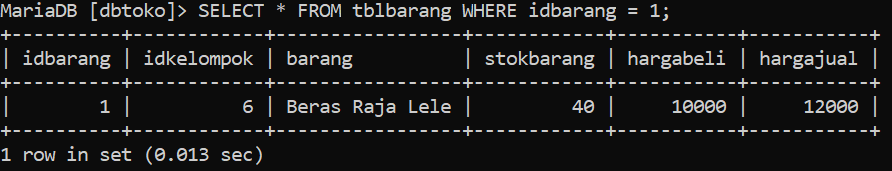 MariaDB [dbtoko]> SELECT * FROM tblbarang WHERE idbarang = 1;
+----------+------------+----------------+------------+-----------+-----------+
| idbarang | idkelompok | barang         | stokbarang | hargabeli | hargajual |
+----------+------------+----------------+------------+-----------+-----------+
|        1 |          6 | Beras Raja Lele |         40 |     10000 |     12000 |
+----------+------------+----------------+------------+-----------+-----------+
1 row in set (0.013 sec)